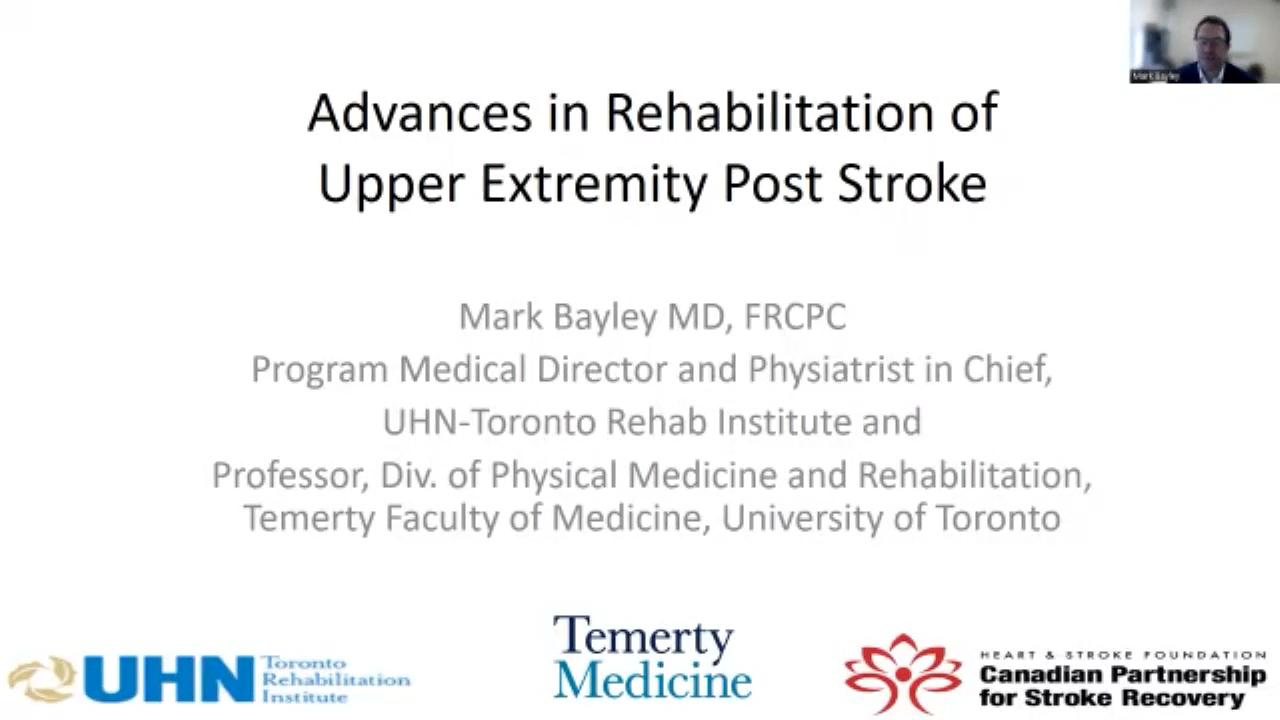 Mark Bayley
Advances in Rehabilitation of
Upper Extremity Post Stroke
Mark Bayley MD, FRCPC
Program Medical Director and Physiatrist in Chief,
UHN-Toronto Rehab Institute and
Professor, Div. of Physical Medicine and Rehabilitation,
Temerty Faculty of Medicine, University of Toronto
UHN
Toronto
Rehabilitation
Institute
Temerty
Medicine
HEART & STROKE FOUNDATION
Canadian Partnership
for Stroke Recovery